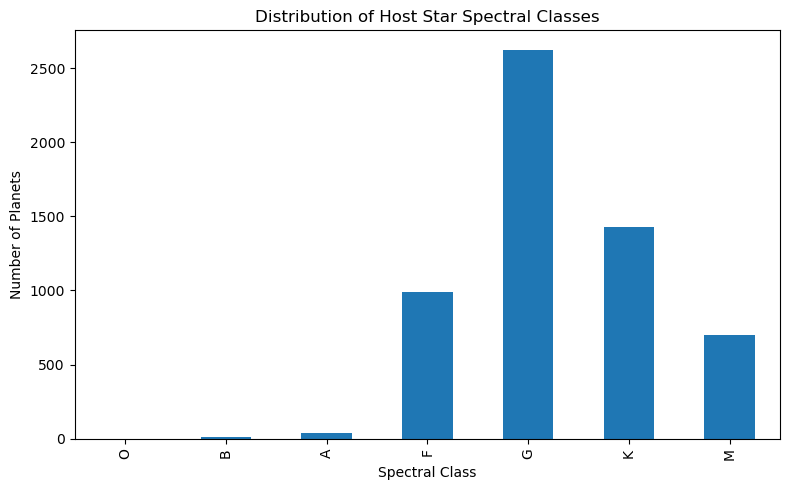 Distribution of Host Star Spectral Classes
Number of Planets
2500
2000
1500
1000
500
0
O
B
A
F
G
K
M
Spectral Class